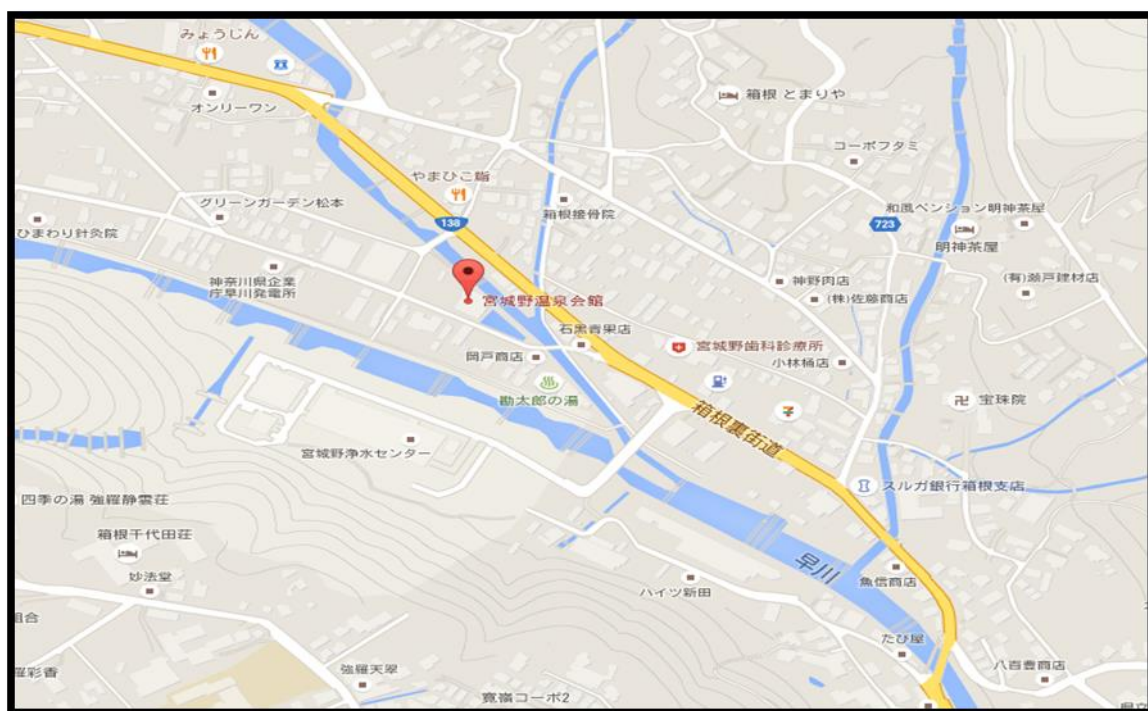 みょうじん
オンリーワン
箱根 とまりや
コーポフタミ
やまびこ鮨
グリーンガーデン松本
138
箱根接骨院
和風ペンション明神茶屋
723
明神茶屋
ひまわり針灸院
神奈川県企業
庁早川発電所
神野肉店
(有)瀬戸建材店
(株)佐藤商店
宮城野温泉会館
石黒青果店
宮城野歯科診療所
岡戸商店
小林桶店
勘太郎の湯
7
箱根裏街道
宝珠院
宮城野浄水センター
スルガ銀行箱根支店
四季の湯 強羅静雲荘
箱根千代田荘
早川
妙法堂
魚信商店
ハイツ新田
組合
たび屋
羅彩香
強羅天翠
八百豊商店
寛嶺コーポ2